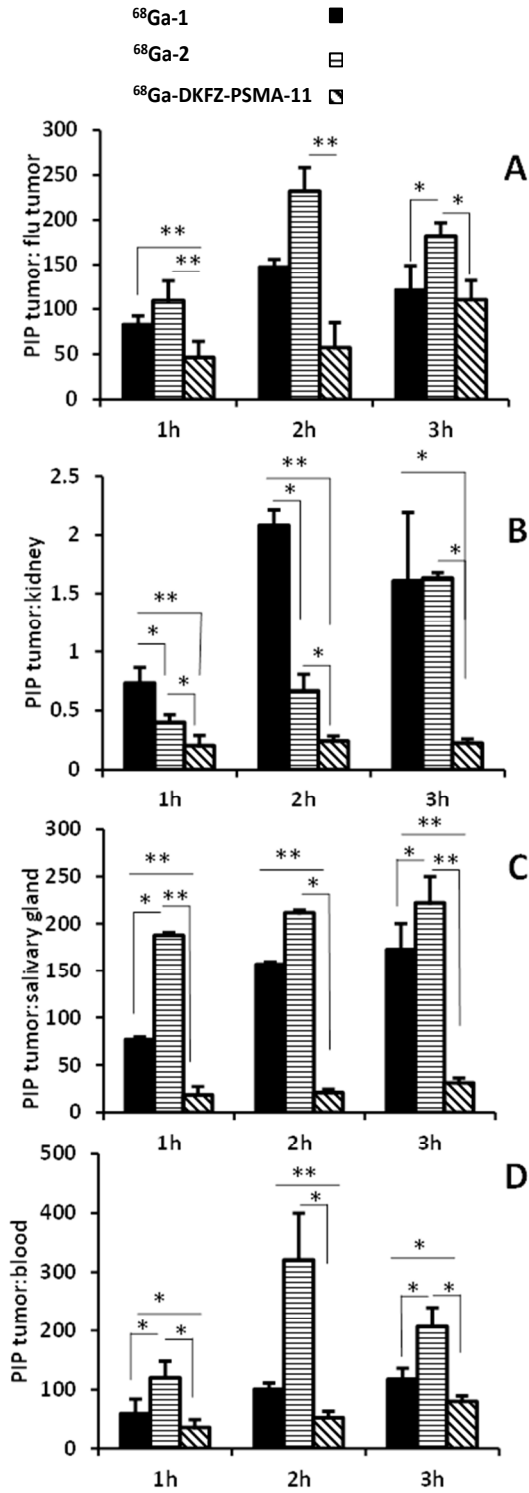 ⁶⁸Ga-1
⁶⁸Ga-2
⁶⁸Ga-DKFZ-PSMA-11
A
PIP tumor: flu tumor
300
250
200
150
100
50
0
** ** ** * *
1h 2h 3h
B
PIP tumor:kidney
2.5
2
1.5
1
0.5
0
** * * ** * * * *
1h 2h 3h
C
PIP tumor:salivary gland
300
250
200
150
100
50
0
** * ** ** * ** * **
1h 2h 3h
D
PIP tumor:blood
500
400
300
200
100
0
* * * ** * * * *
1h 2h 3h